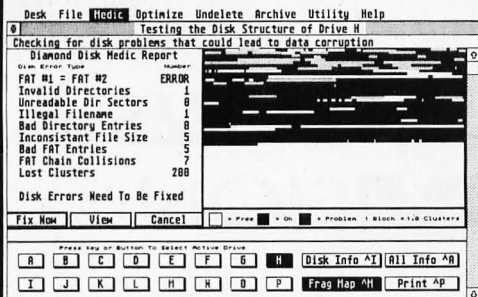 Desk File Medic Optimize Undelete Archive Utility Help
Testing the Disk Structure of Drive H
Checking for disk problems that could lead to data corruption
Diamond Disk Medic Report
Disk Error Type Number
FAT #1 = FAT #2 ERROR
Invalid Directories 1
Unreadable Dir Sectors 0
Illegal Filename 1
Bad Directory Entries 0
Inconsistant File Size 5
Bad FAT Entries 5
FAT Chain Collisions 7
Lost Clusters 208
Disk Errors Need To Be Fixed
Fix Now View Cancel
= Free = Ok = Problem 1 Block = 1.0 Clusters
Press Key or Button To Select Active Drive
A B C D E F G H Disk Info ^I All Info ^A
I J K L M N O P Frag Map ^M Print ^P